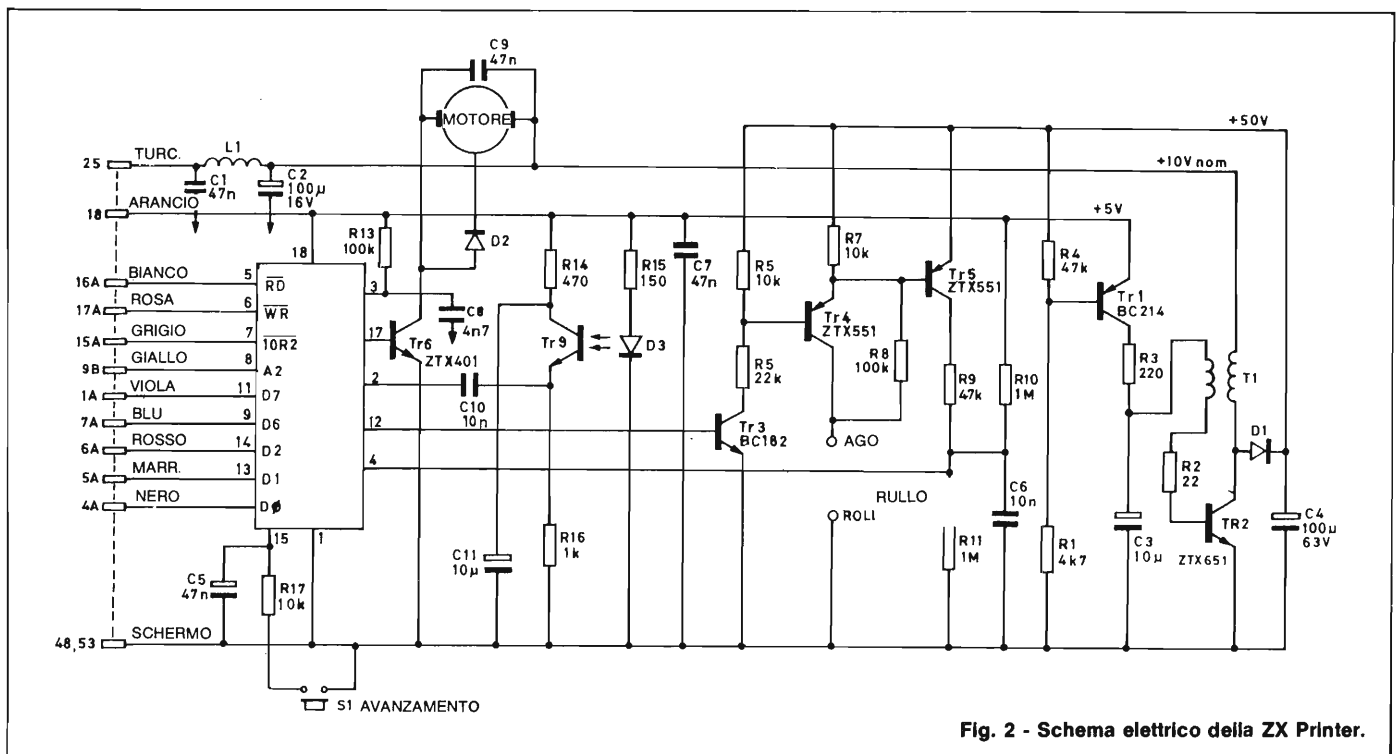 C9
47n
MOTORE
+50V
25
TURC.
L1
+10V nom
C1
47n
C2
100µ
16V
18
ARANCIO
+5V
R13
100k
D2
18
R14
470
R15
150
C7
47n
R5
10k
R7
10k
Tr5
ZTX551
R4
47k
Tr1
BC214
16A
BIANCO
5
RD
3
17A
ROSA
6
WR
C8
4n7
15A
GRIGIO
7
10R2
17
Tr6
ZTX401
Tr9
D3
Tr4
ZTX551
R8
100k
R9
47k
R10
1M
R3
220
T1
9B
GIALLO
8
A2
1A
VIOLA
11
D7
2
C10
10n
R5
22k
7A
BLU
9
D6
12
Tr3
BC182
AGO
D1
6A
ROSSO
14
D2
5A
MARR.
13
D1
4
R2
22
4A
NERO
DØ
RULLO
ROLL
C6
10n
TR2
ZTX651
C4
100µ
63V
15
1
C5
47n
R17
10k
C11
10µ
R16
1k
R11
1M
R1
4k7
C3
10µ
48,53
SCHERMO
S1 AVANZAMENTO
Fig. 2 - Schema elettrico della ZX Printer.